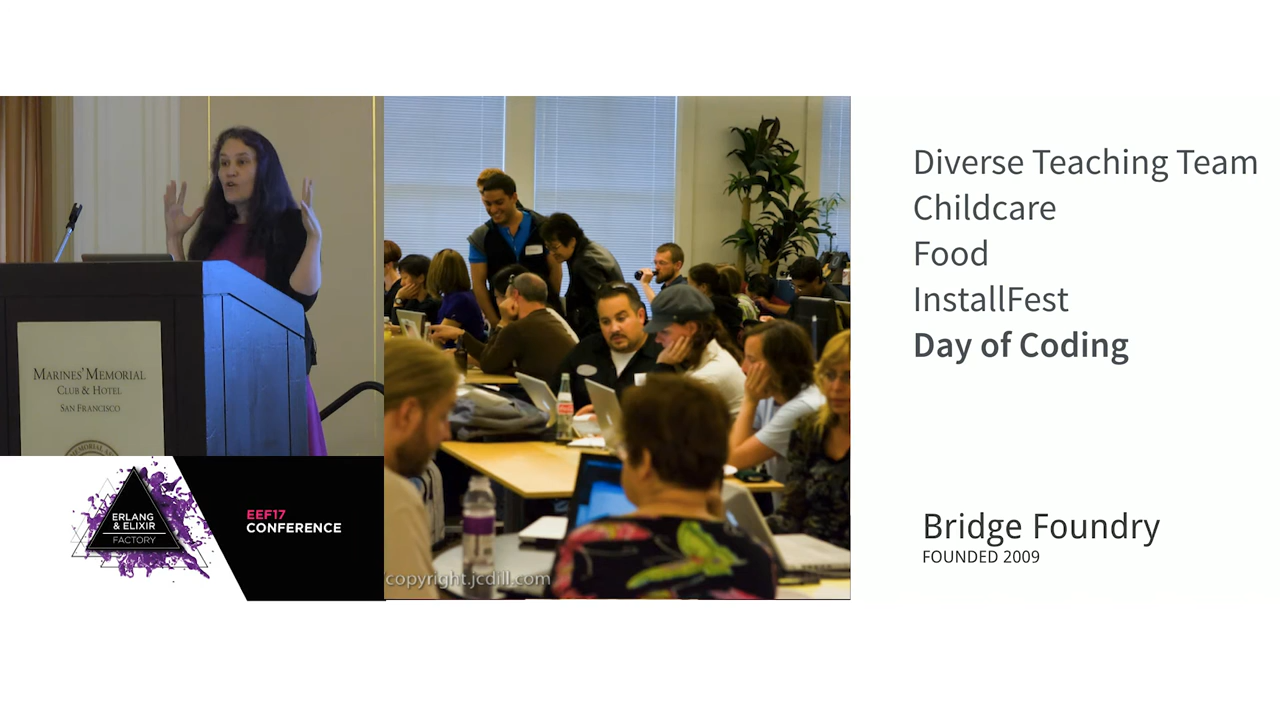 MARINES' MEMORIAL
CLUB & HOTEL
SAN FRANCISCO
ERLANG
& ELIXIR
FACTORY
EEF17
CONFERENCE
copyright.jcdill.com
Diverse Teaching Team
Childcare
Food
InstallFest
Day of Coding
Bridge Foundry
FOUNDED 2009